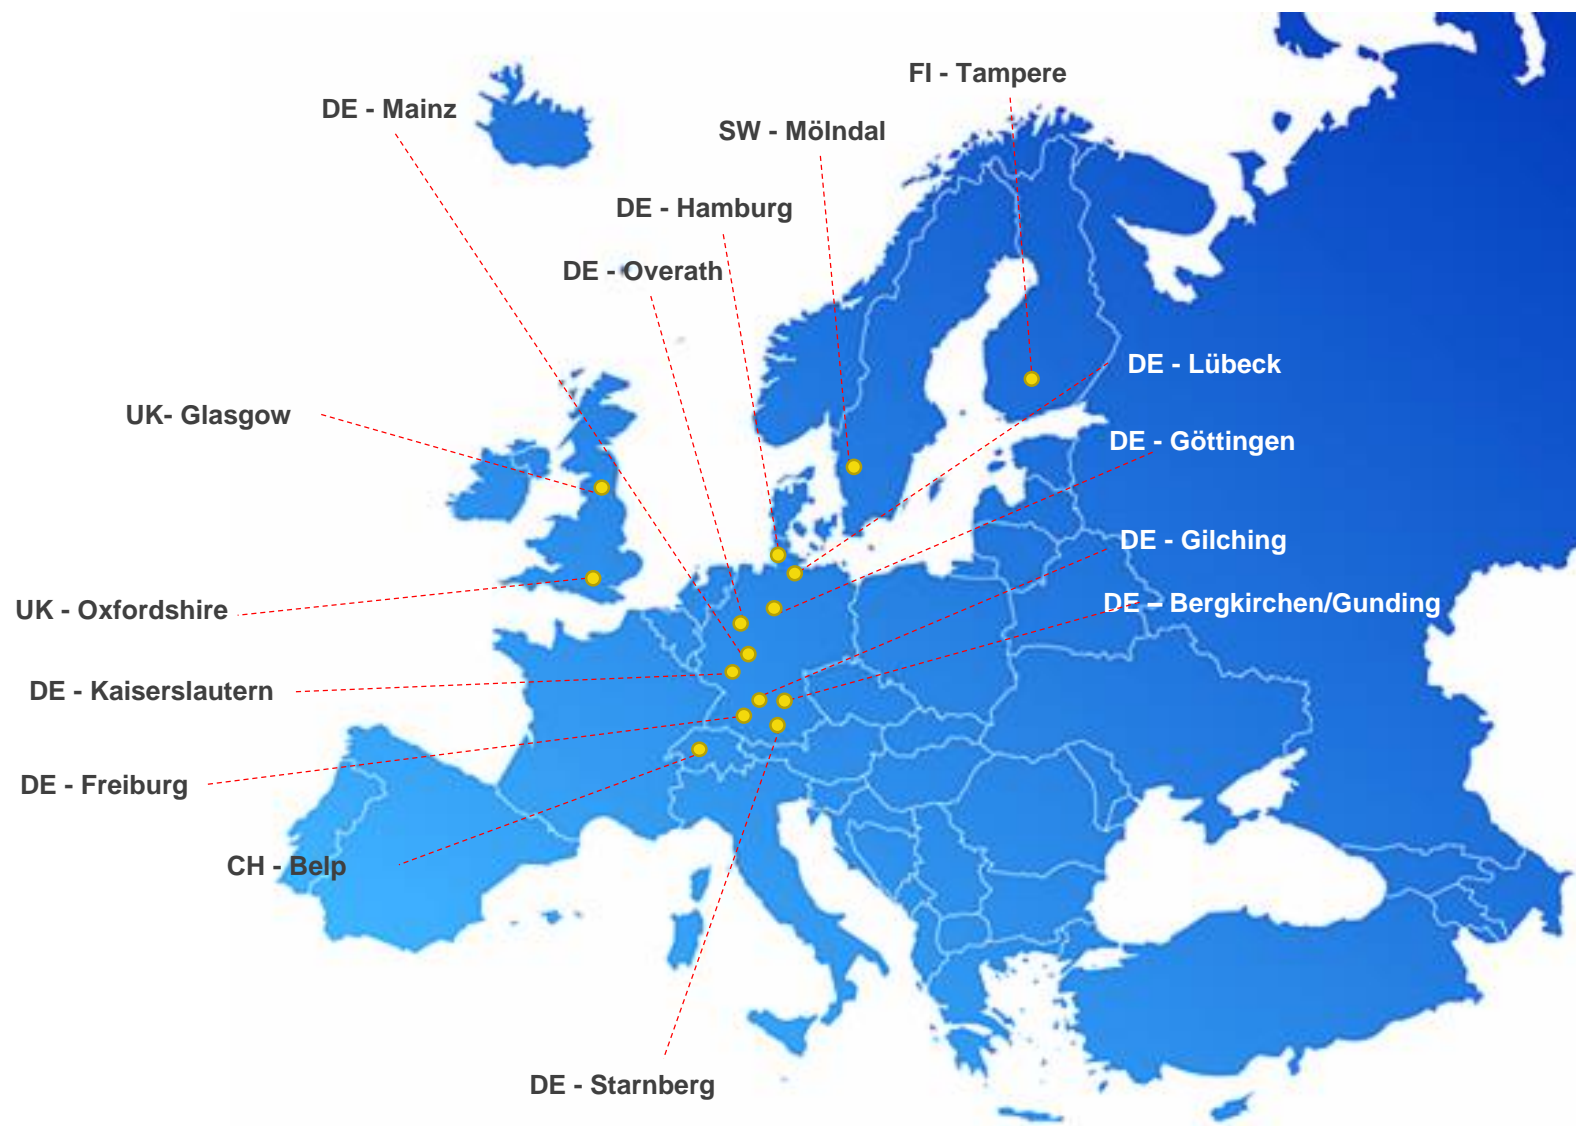 FI - Tampere
DE - Mainz
SW - Mölndal
DE - Hamburg
DE - Overath
DE - Lübeck
UK- Glasgow
DE - Göttingen
DE - Gilching
DE – Bergkirchen/Gunding
UK - Oxfordshire
DE - Kaiserslautern
DE - Freiburg
CH - Belp
DE - Starnberg